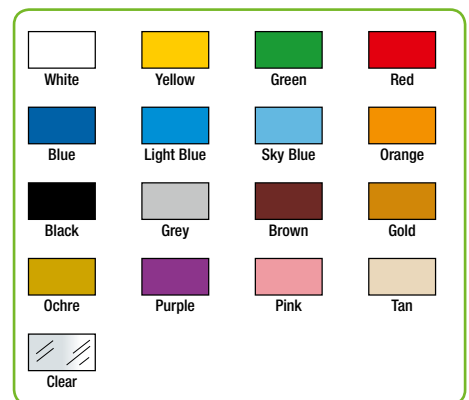 White Yellow Green Red
Blue Light Blue Sky Blue Orange
Black Grey Brown Gold
Ochre Purple Pink Tan
Clear